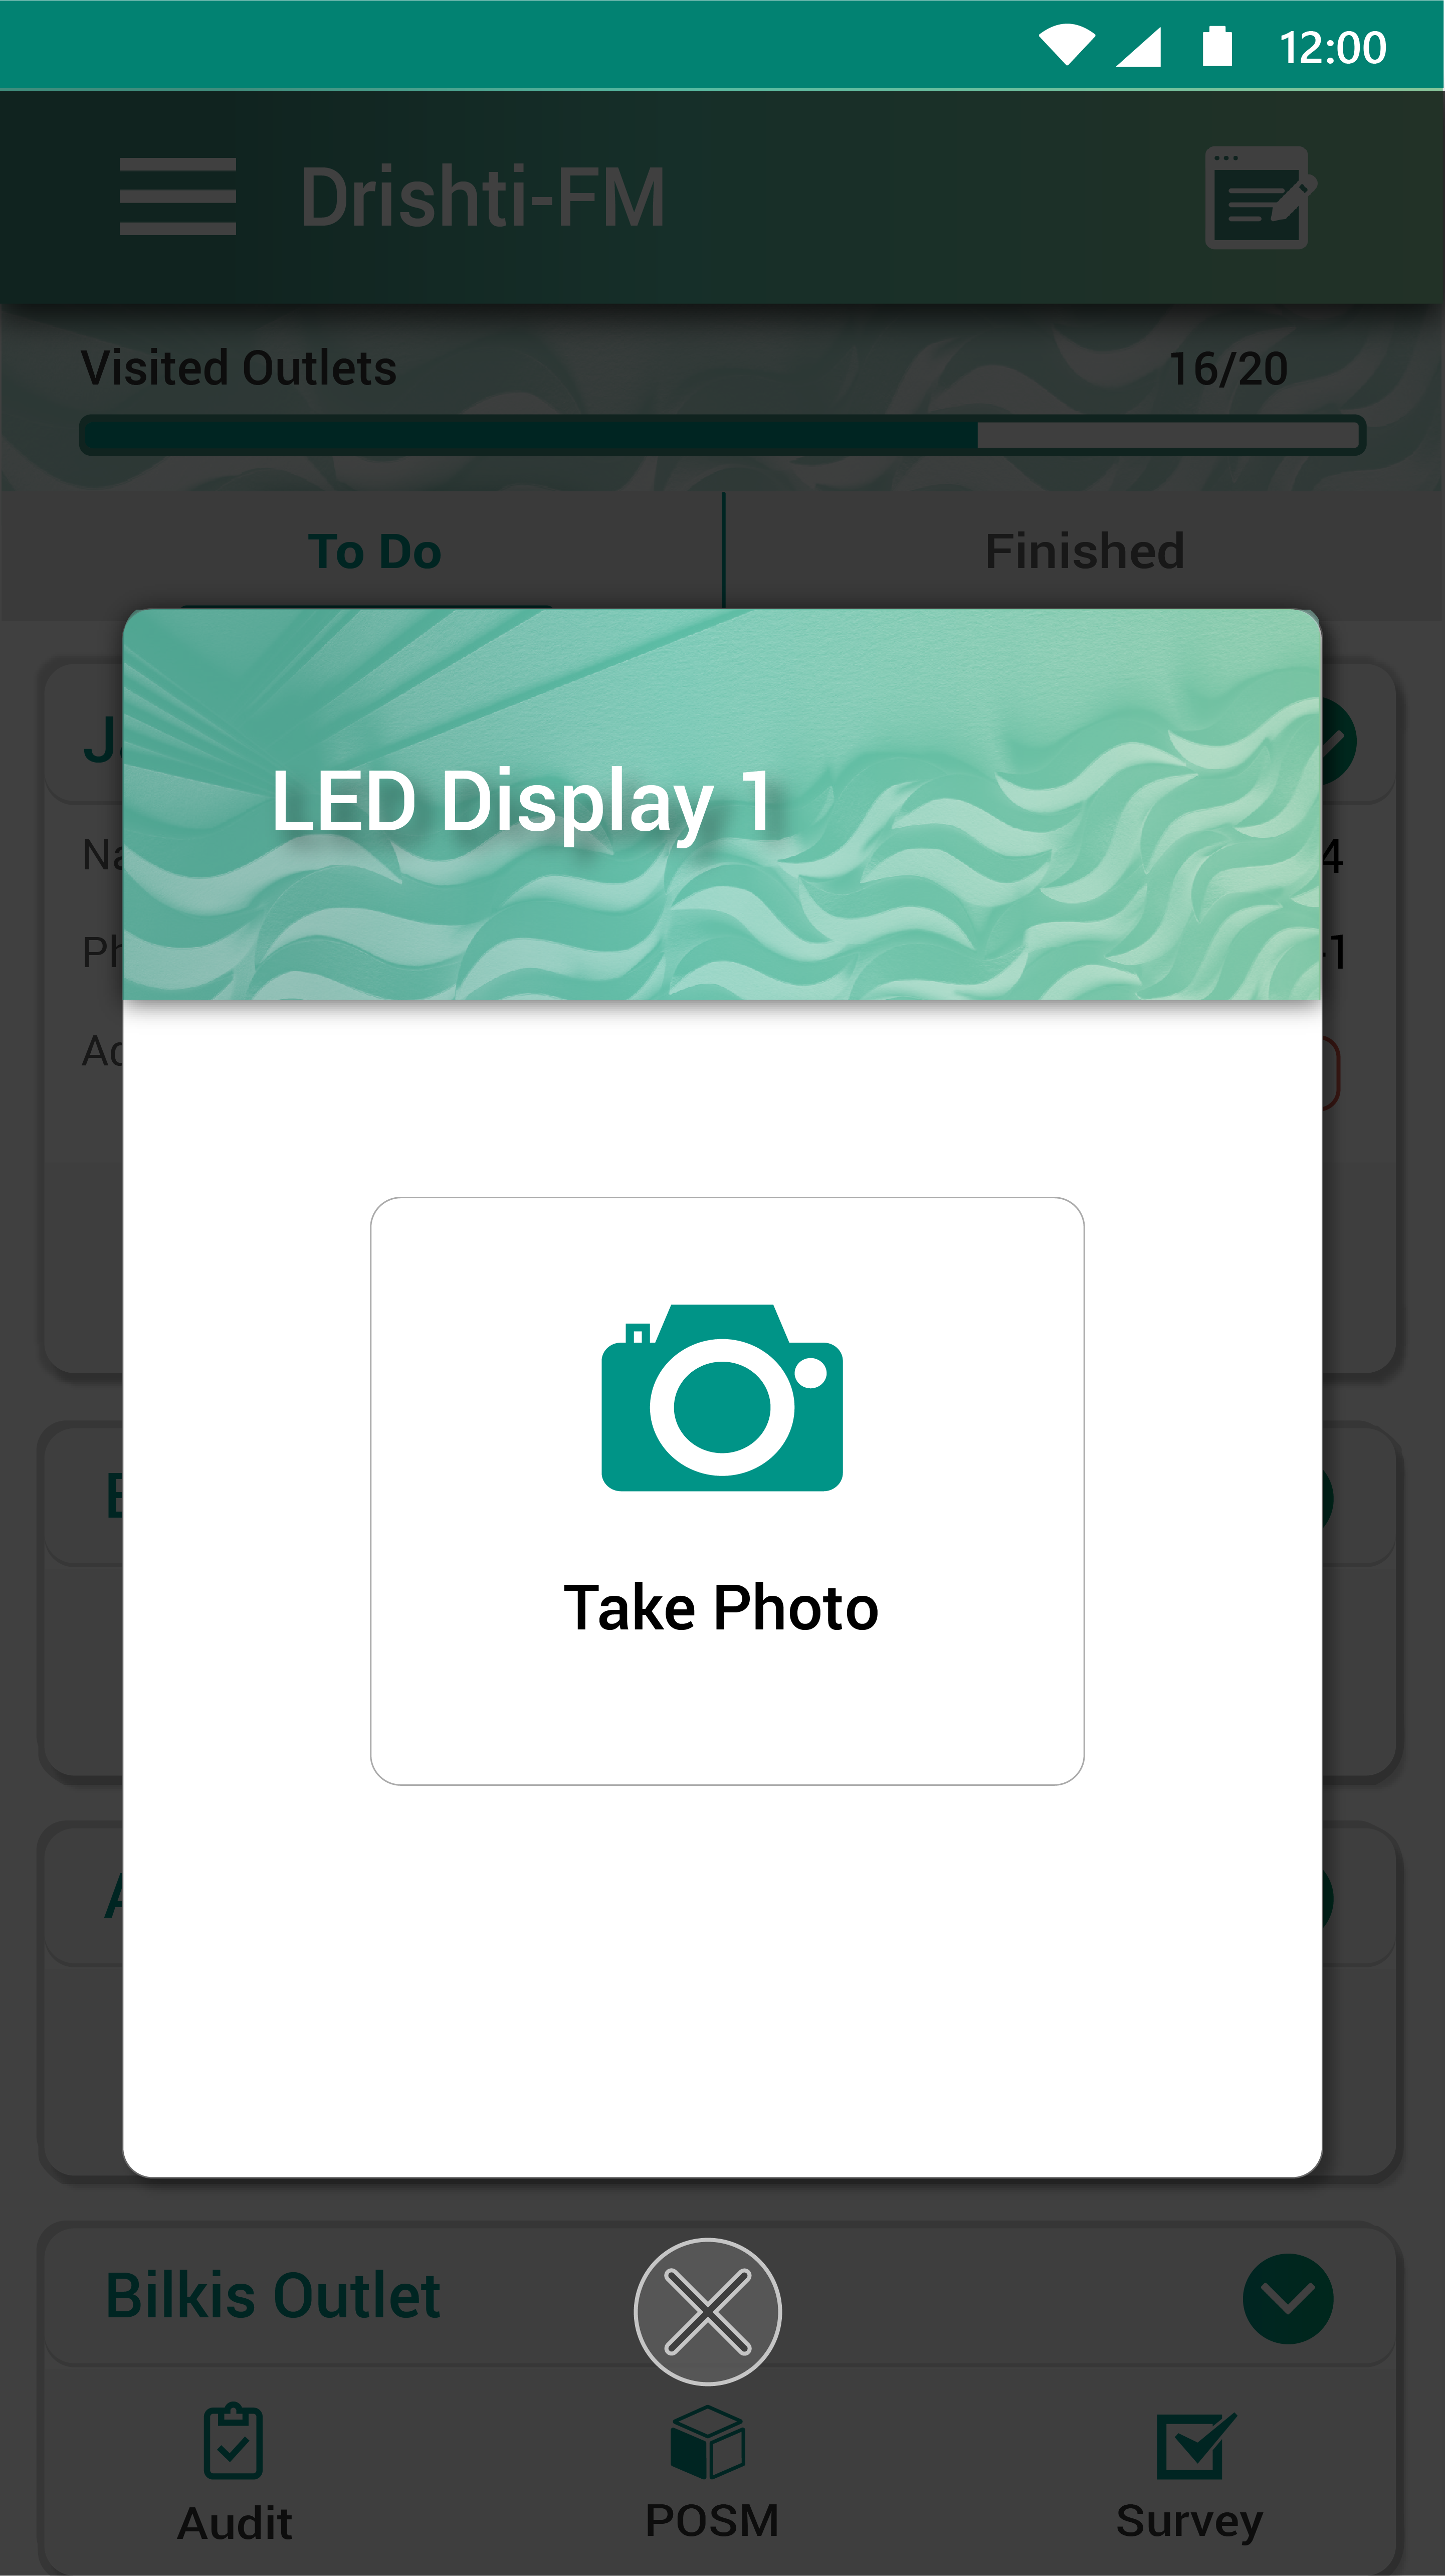 12:00
Drishti-FM
Visited Outlets 16/20
To Do Finished
LED Display 1
Take Photo
Bilkis Outlet
Audit POSM Survey